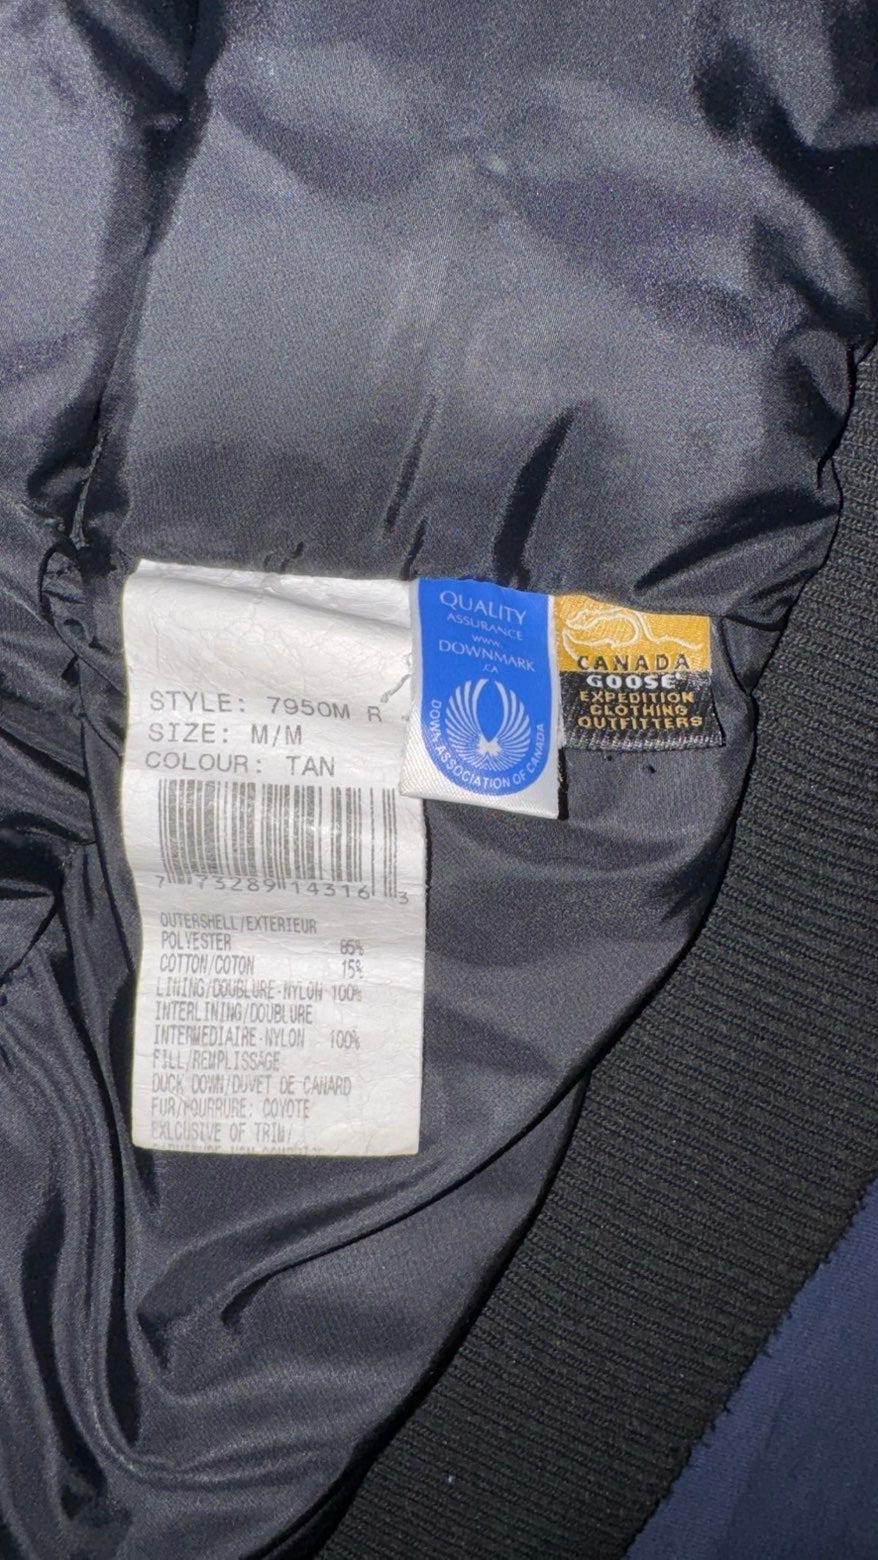 STYLE: 7950M R
SIZE: M/M
COLOUR: TAN
7 73289 14316 3
OUTERSHELL/EXTERIEUR
POLYESTER 85%
COTTON/COTON 15%
LINING/DOUBLURE-NYLON 100%
INTERLINING/DOUBLURE
INTERMEDIAIRE-NYLON 100%
FILL/REMPLISSAGE
DUCK DOWN/DUVET DE CANARD
FUR/FOURRURE: COYOTE
EXLCUSIVE OF TRIM/
QUALITY
ASSURANCE
www.
DOWNMARK
.CA
DOWN ASSOCIATION OF CANADA
CANADA
GOOSE®
EXPEDITION
CLOTHING
OUTFITTERS